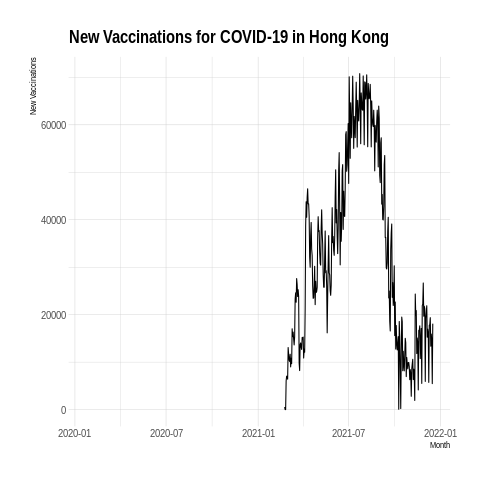 New Vaccinations for COVID-19 in Hong Kong
New Vaccinations
60000
40000
20000
0
2020-01 2020-07 2021-01 2021-07 2022-01
Month